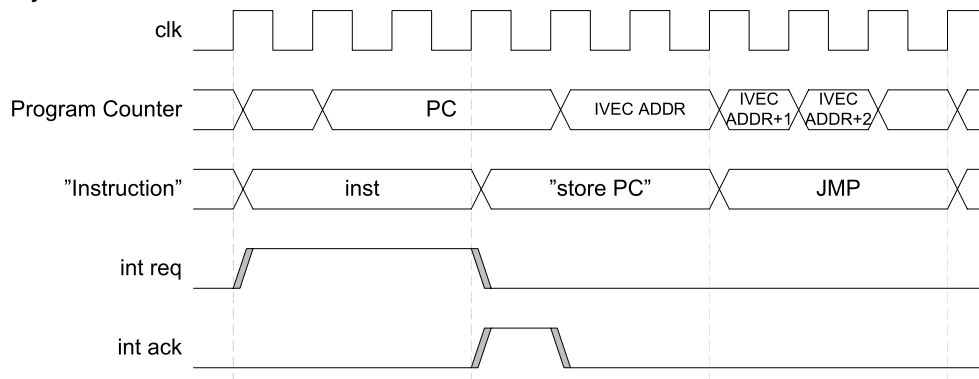 clk
Program Counter
PC
IVEC ADDR
IVEC
ADDR+1
IVEC
ADDR+2
”Instruction”
inst
”store PC”
JMP
int req
int ack